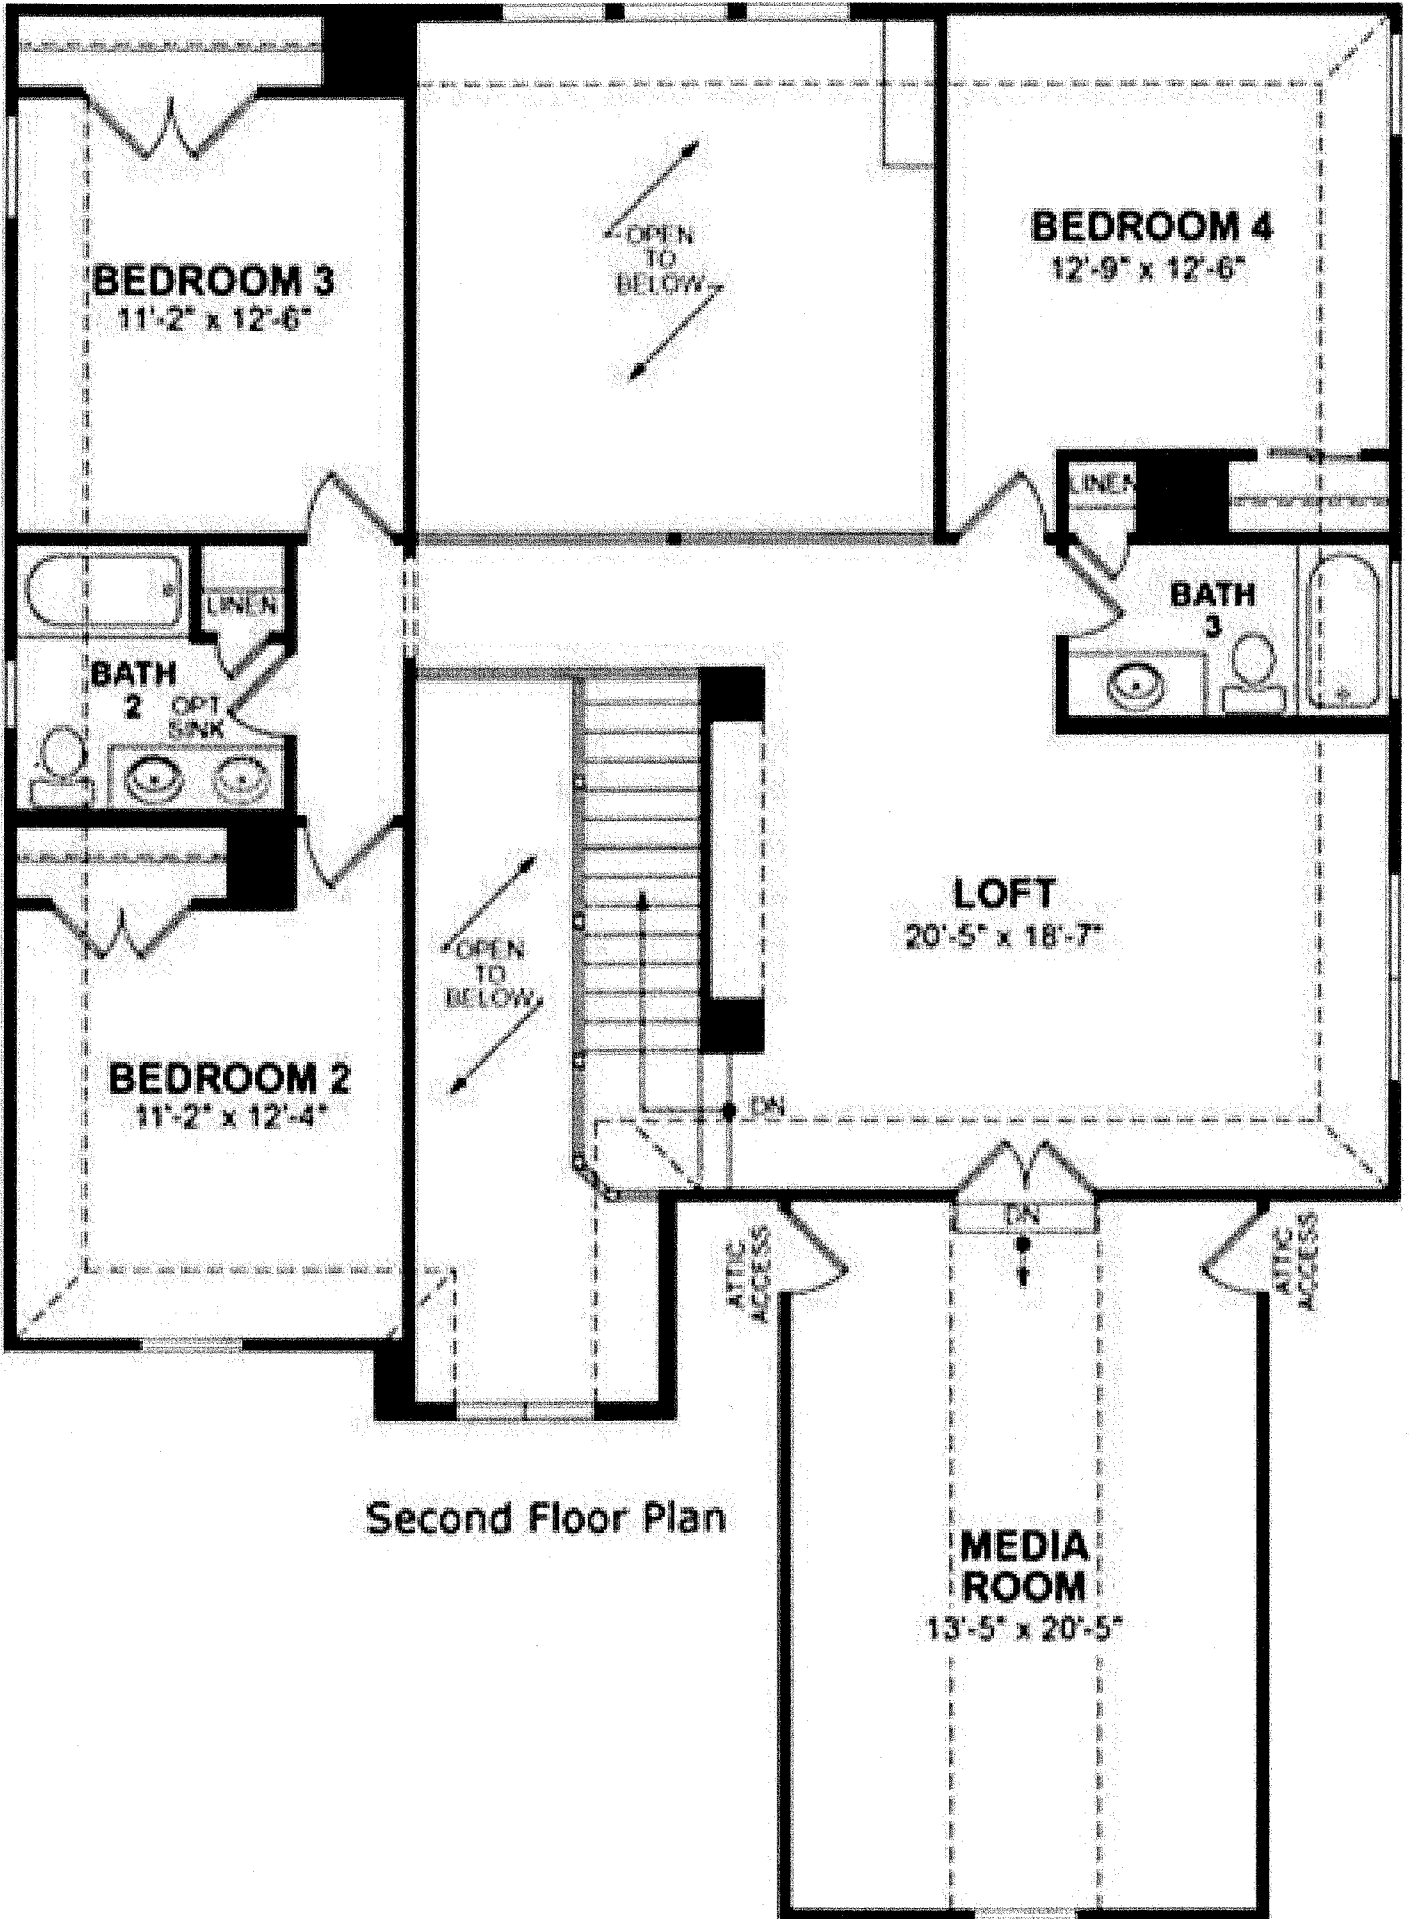 BEDROOM 3
11'-2" x 12'-6"
OPEN
TO
BELOW
BEDROOM 4
12'-9" x 12'-6"
LINEN
LINEN
BATH
2
OPT
SINK
BATH
3
OPEN
TO
BELOW
LOFT
20'-5" x 18'-7"
BEDROOM 2
11'-2" x 12'-4"
DN
DN
ATTIC
ACCESS
ATTIC
ACCESS
Second Floor Plan
MEDIA
ROOM
13'-5" x 20'-5"